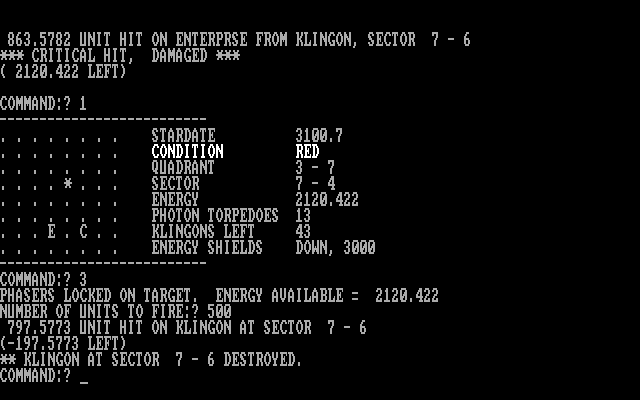 863.5782 UNIT HIT ON ENTERPRSE FROM KLINGON, SECTOR  7 - 6
*** CRITICAL HIT,  DAMAGED ***
( 2120.422 LEFT)
COMMAND:? 1
--------------------------
. . . . . . . .    STARDATE          3100.7
. . . . . . . .    CONDITION         RED
. . . . . . . .    QUADRANT          3 - 7
. . . . * . . .    SECTOR            7 - 4
. . . . . . . .    ENERGY            2120.422
. . . . . . . .    PHOTON TORPEDOES  13
. . . E . C . .    KLINGONS LEFT     43
. . . . . . . .    ENERGY SHIELDS    DOWN, 3000
--------------------------
COMMAND:? 3
PHASERS LOCKED ON TARGET.  ENERGY AVAILABLE =  2120.422
NUMBER OF UNITS TO FIRE:? 500
797.5773 UNIT HIT ON KLINGON AT SECTOR  7 - 6
(-197.5773 LEFT)
** KLINGON AT SECTOR  7 - 6 DESTROYED.
COMMAND:? _